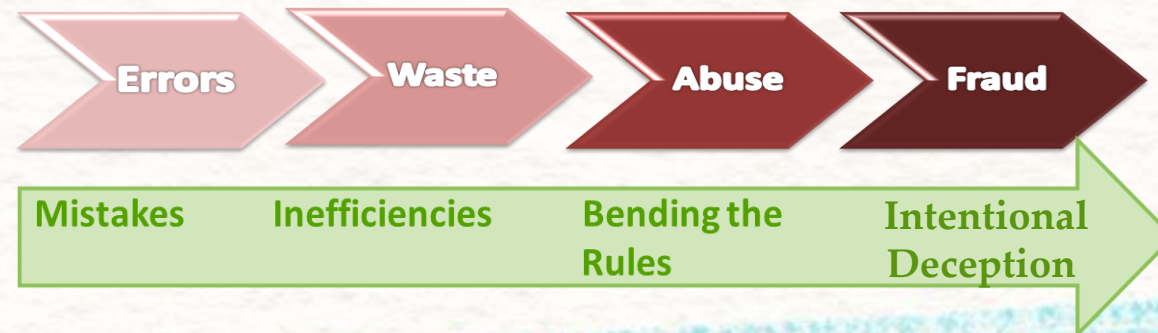 Errors Waste Abuse Fraud
Mistakes Inefficiencies Bending the Intentional
Rules Deception